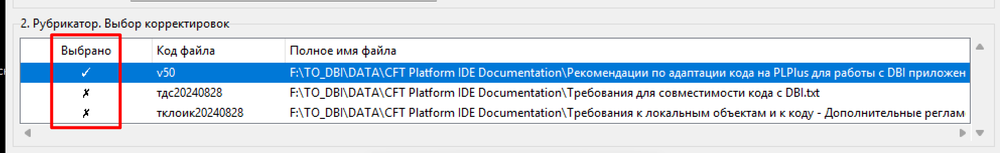 2. Рубрикатор. Выбор корректировок
Выбрано Код файла Полное имя файла
✓ v50 F:\TO_DBI\DATA\CFT Platform IDE Documentation\Рекомендации по адаптации кода на PLPlus для работы с DBI приложен
✗ тдс20240828 F:\TO_DBI\DATA\CFT Platform IDE Documentation\Требования для совместимости кода с DBI.txt
✗ тклоик20240828 F:\TO_DBI\DATA\CFT Platform IDE Documentation\Требования к локальным объектам и к коду - Дополнительные реглам